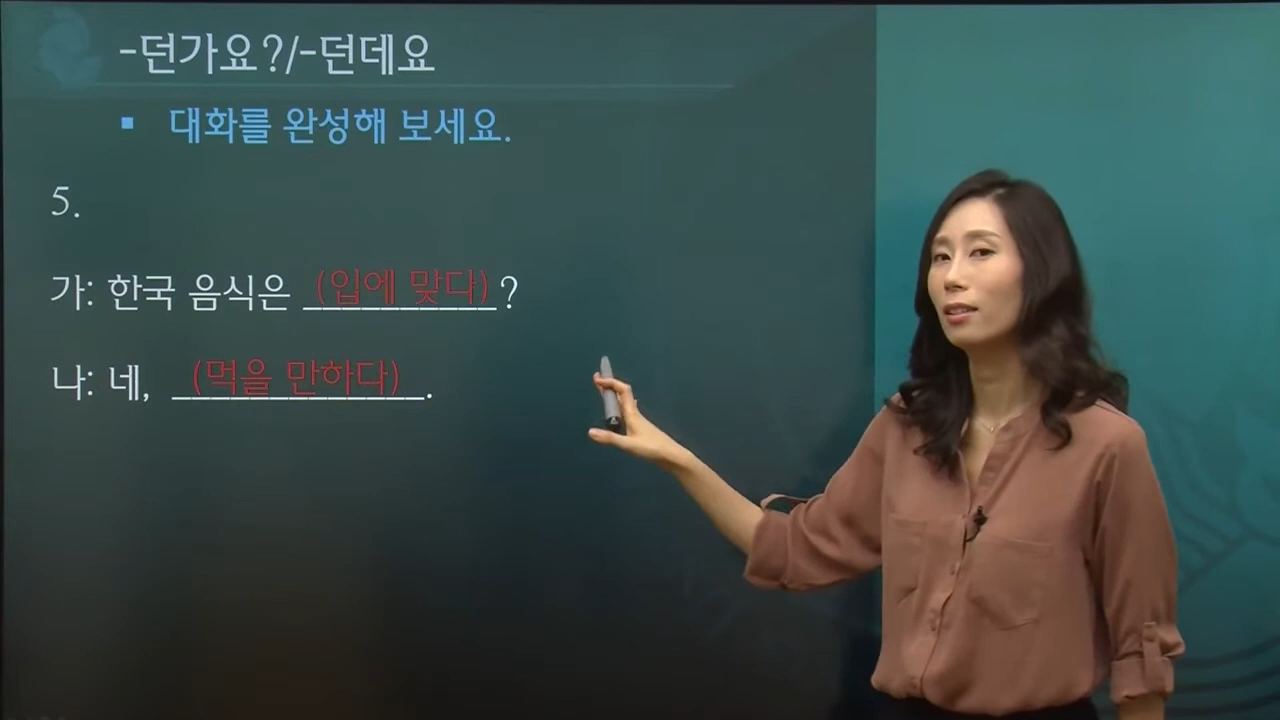 -던가요?/-던데요
▪ 대화를 완성해 보세요.
5.
가: 한국 음식은 (입에 맞다)?
나: 네, (먹을 만하다).